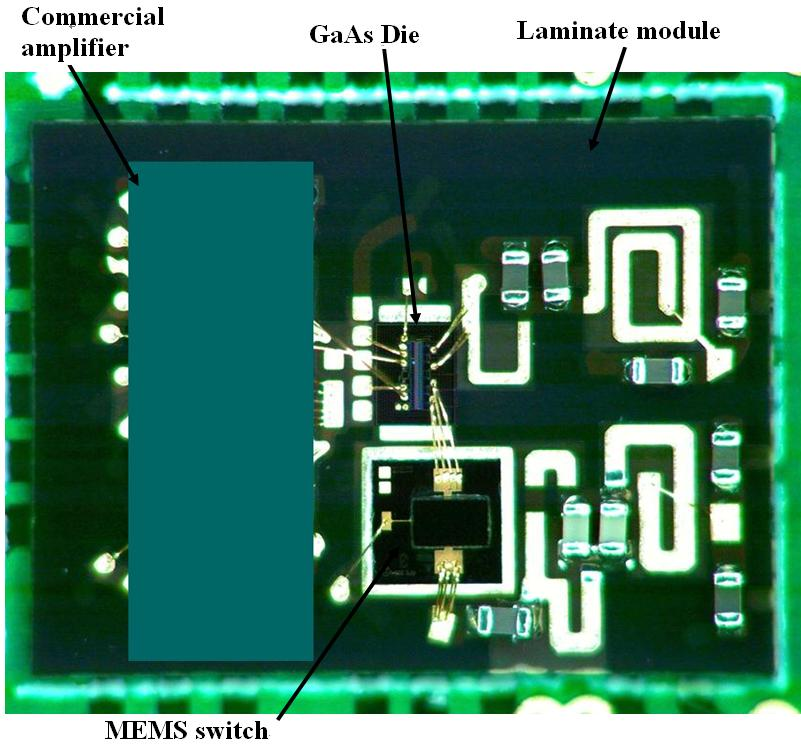 Commercial
amplifier
GaAs Die
Laminate module
MEMS switch